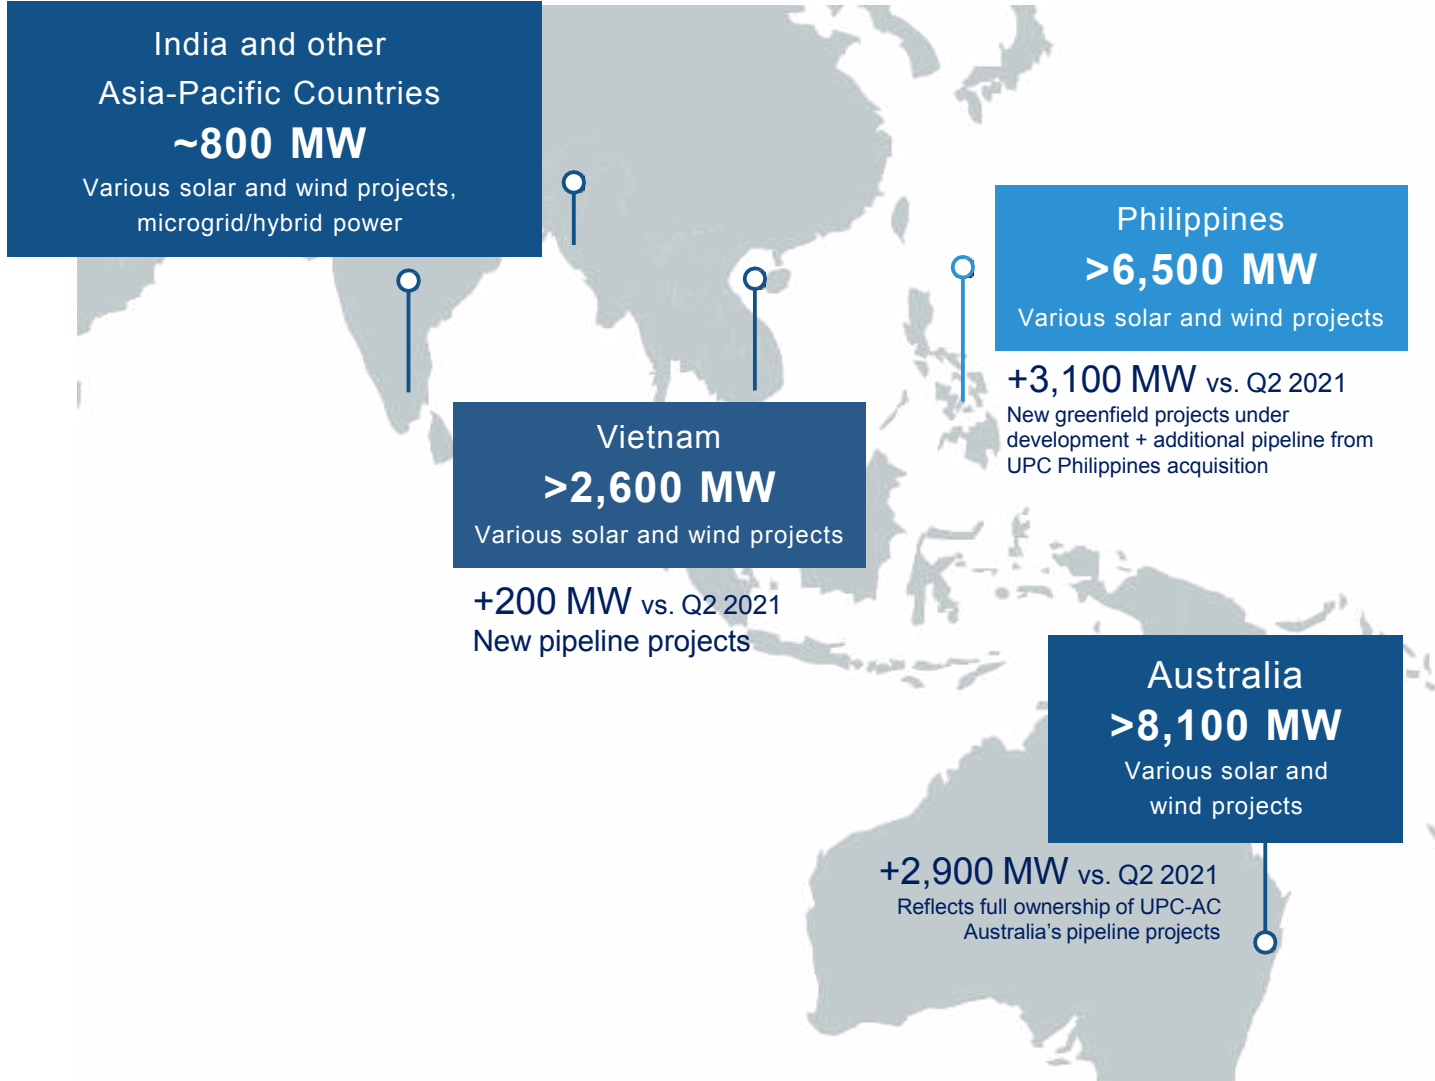 India and other
Asia-Pacific Countries
~800 MW
Various solar and wind projects,
microgrid/hybrid power
Philippines
>6,500 MW
Various solar and wind projects
+3,100 MW vs. Q2 2021
New greenfield projects under
development + additional pipeline from
UPC Philippines acquisition
Vietnam
>2,600 MW
Various solar and wind projects
+200 MW vs. Q2 2021
New pipeline projects
Australia
>8,100 MW
Various solar and
wind projects
+2,900 MW vs. Q2 2021
Reflects full ownership of UPC-AC
Australia’s pipeline projects